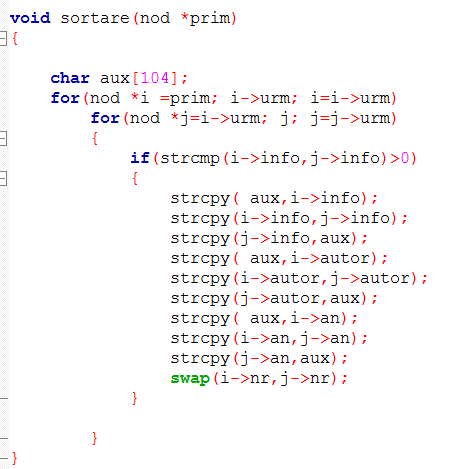 void sortare(nod *prim)
{
char aux[104];
for(nod *i =prim; i->urm; i=i->urm)
for(nod *j=i->urm; j; j=j->urm)
{
if(strcmp(i->info,j->info)>0)
{
strcpy( aux,i->info);
strcpy(i->info,j->info);
strcpy(j->info,aux);
strcpy( aux,i->autor);
strcpy(i->autor,j->autor);
strcpy(j->autor,aux);
strcpy( aux,i->an);
strcpy(i->an,j->an);
strcpy(j->an,aux);
swap(i->nr,j->nr);
}
}
}